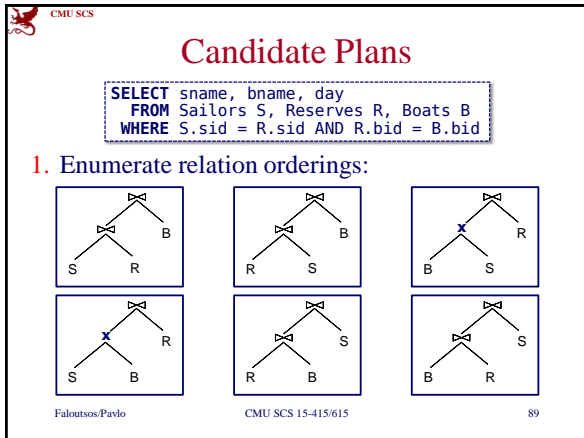 CMU SCS
Candidate Plans
SELECT sname, bname, day
FROM Sailors S, Reserves R, Boats B
WHERE S.sid = R.sid AND R.bid = B.bid
1. Enumerate relation orderings:
B
S R
B
R S
x R
B S
x R
S B
S
R B
S
B R
Faloutsos/Pavlo CMU SCS 15-415/615 89